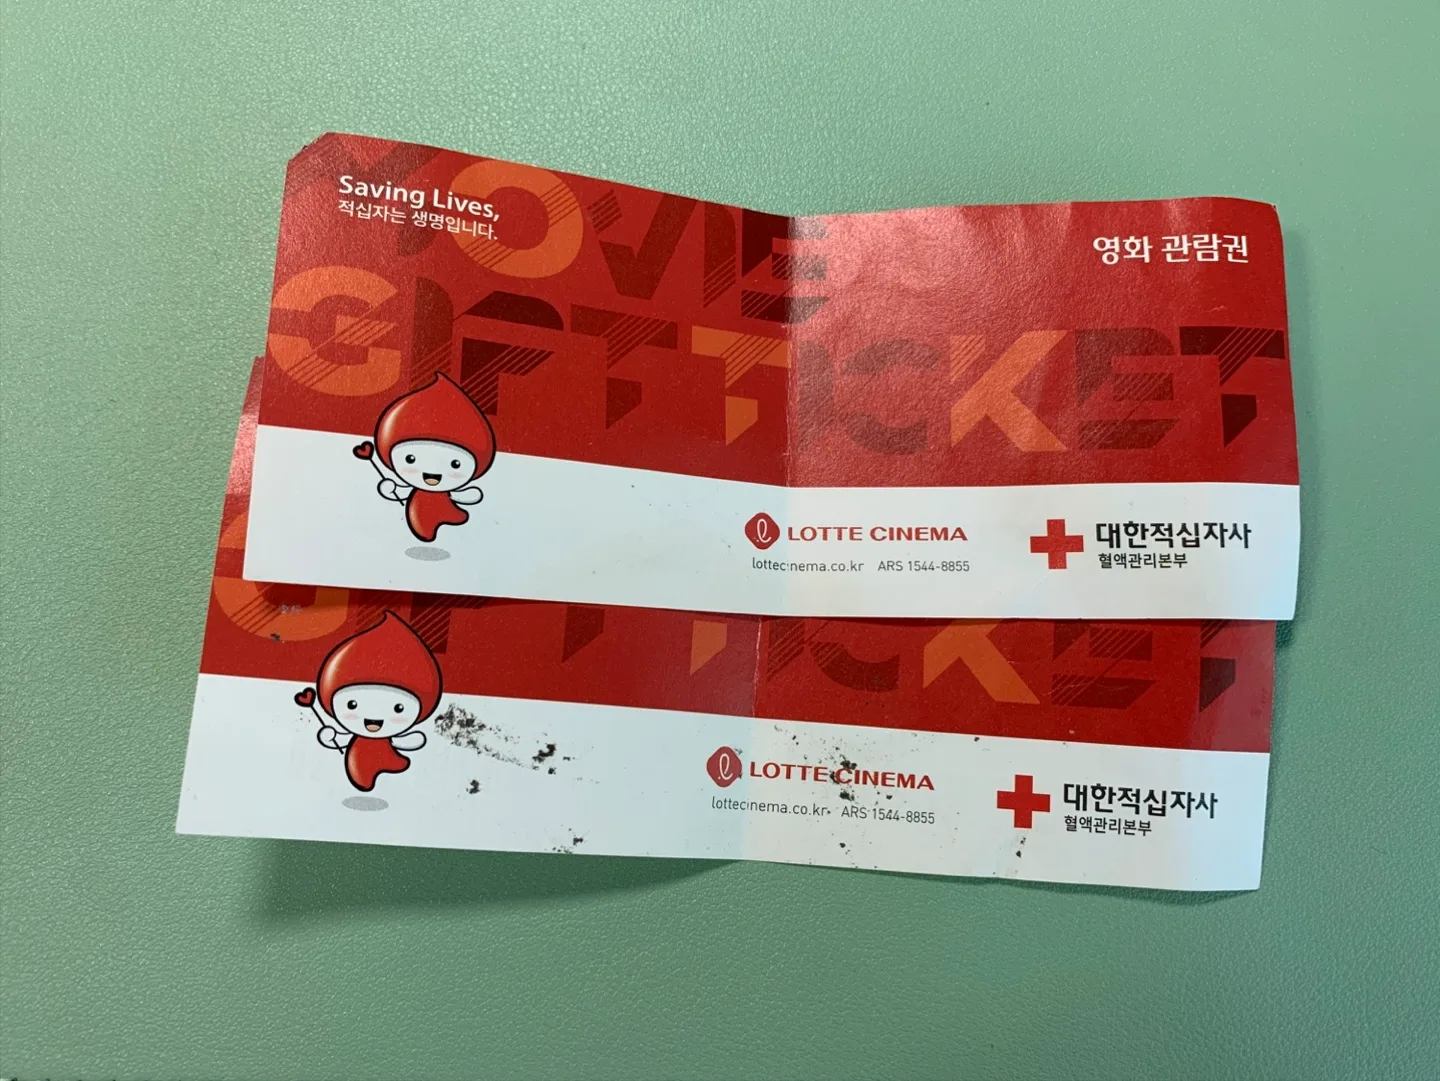 Saving Lives,
적십자는 생명입니다.
영화 관람권
MOVIE
GIFT TICKET
LOTTE CINEMA
lottecinema.co.kr ARS 1544-8855
대한적십자사
혈액관리본부
GIFT TICKET
LOTTE CINEMA
lottecinema.co.kr ARS 1544-8855
대한적십자사
혈액관리본부